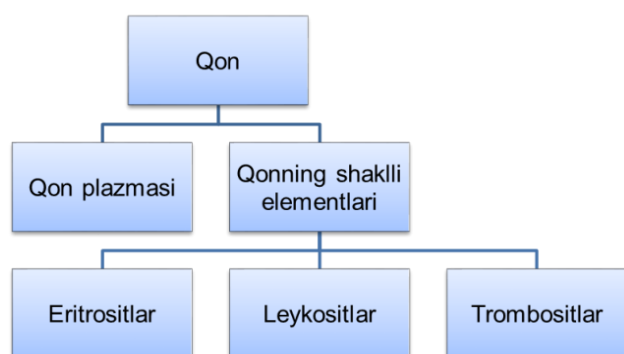 Qon
Qon plazmasi
Qonning shaklli
elementlari
Eritrositlar
Leykositlar
Trombositlar